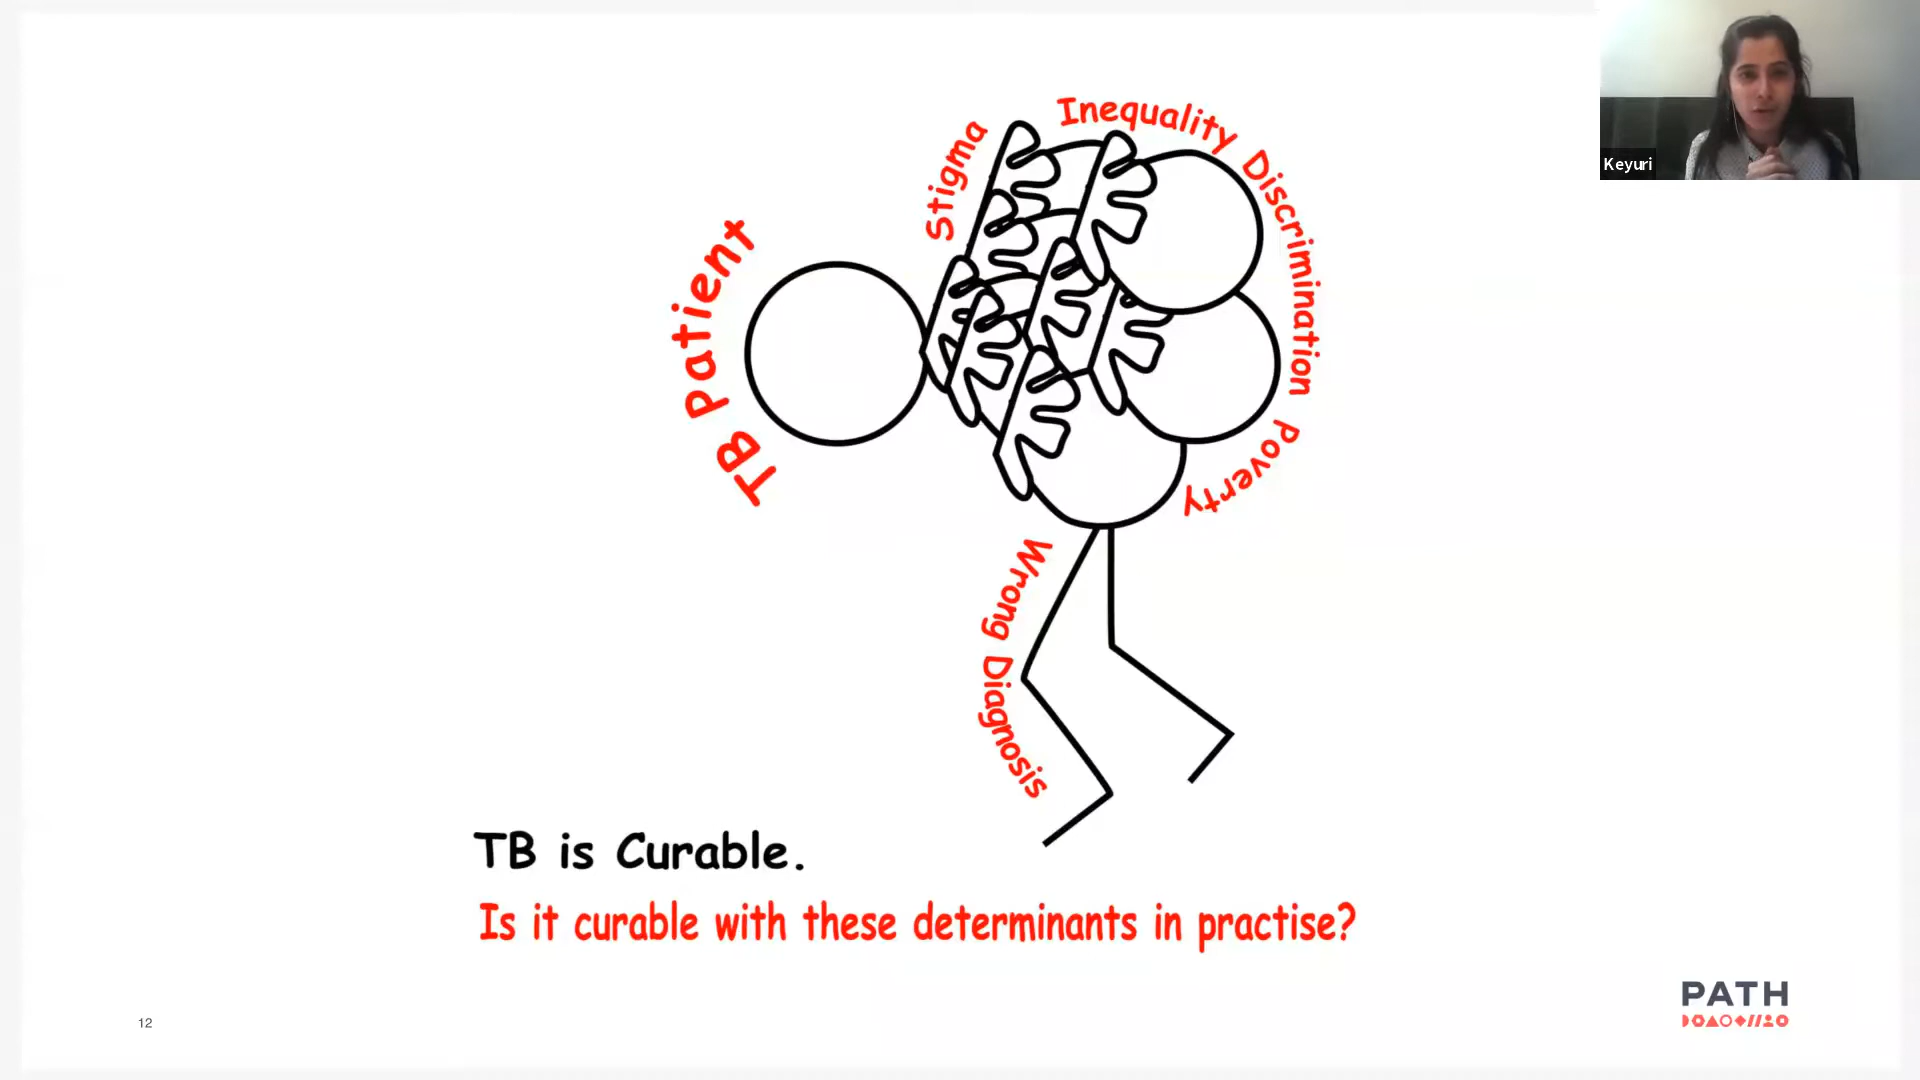 Keyuri
TB Patient
Stigma
Inequality
Discrimination
Poverty
Wrong Diagnosis
TB is Curable.
Is it curable with these determinants in practise?
12
PATH